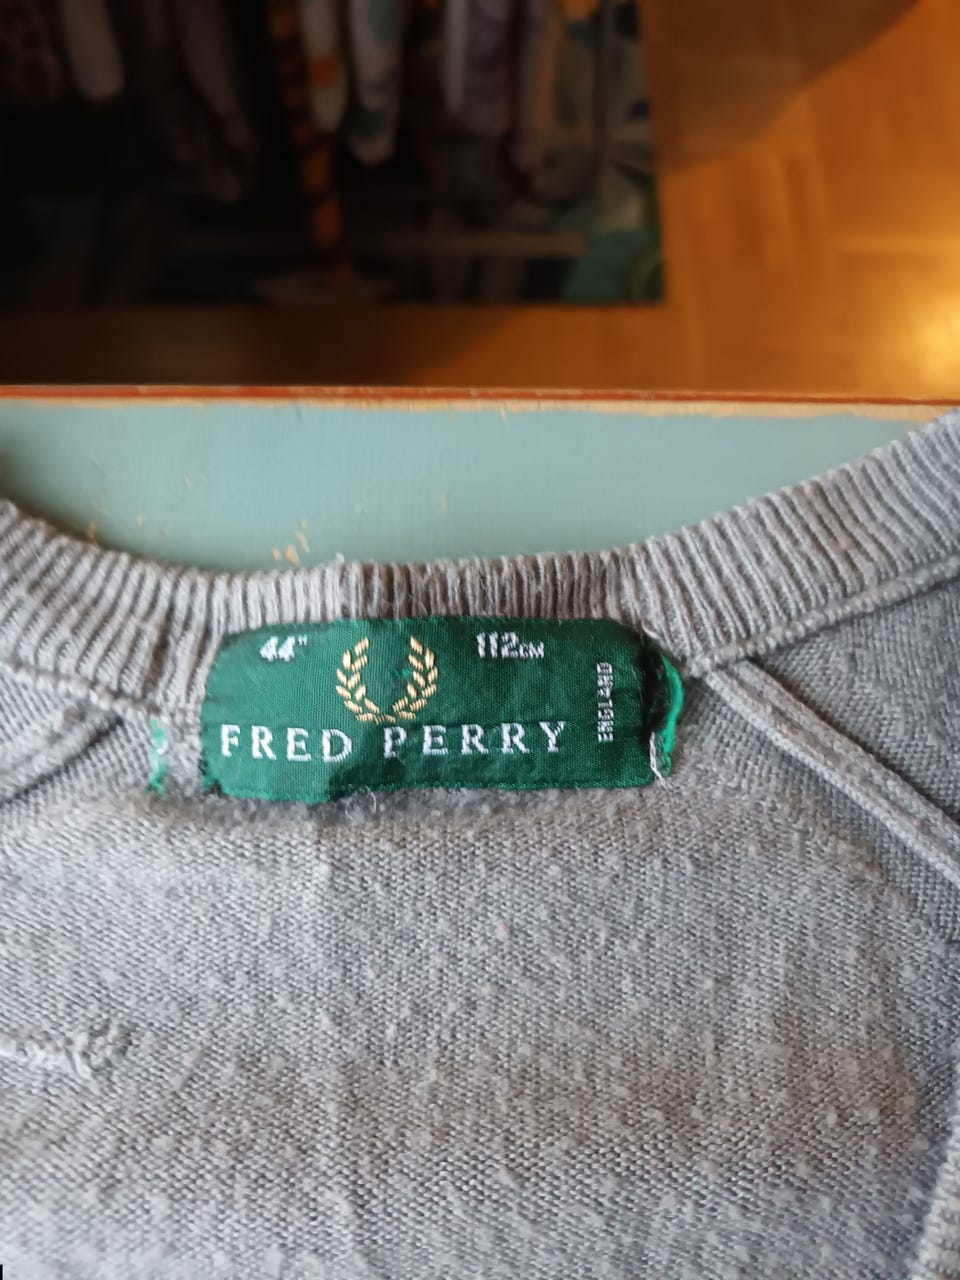 44" 112CM
FRED PERRY
ENGLAND